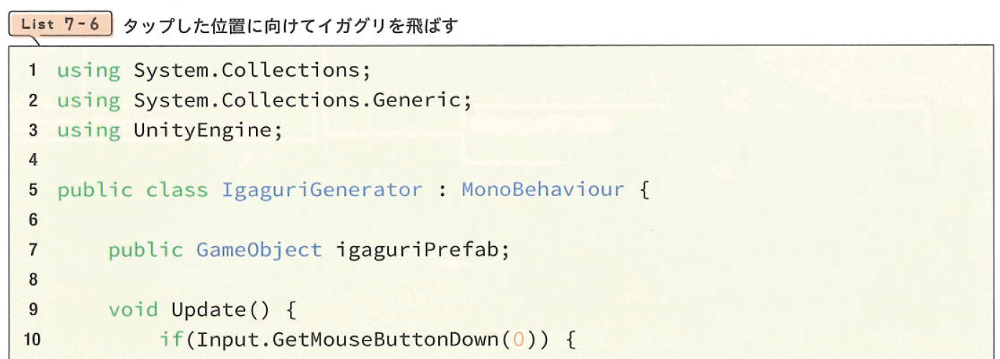 List 7-6 タップした位置に向けてイガグリを飛ばす
1 using System.Collections;
2 using System.Collections.Generic;
3 using UnityEngine;
4
5 public class IgaguriGenerator : MonoBehaviour {
6
7     public GameObject igaguriPrefab;
8
9     void Update() {
10         if(Input.GetMouseButtonDown(0)) {